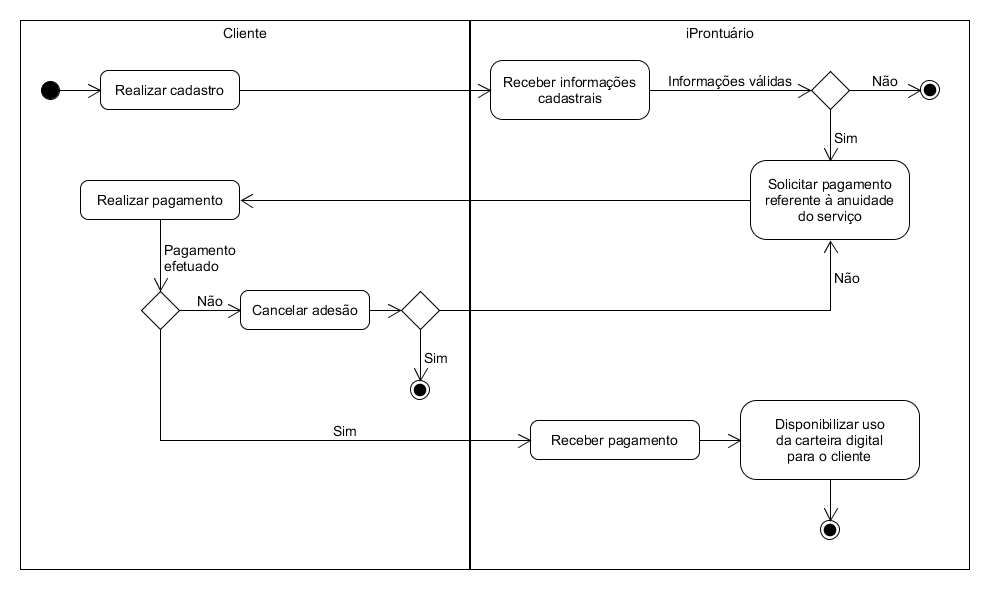 Cliente
iProntuário
Realizar cadastro
Receber informações
cadastrais
Informações válidas
Não
Sim
Solicitar pagamento
referente à anuidade
do serviço
Realizar pagamento
Pagamento
efetuado
Não
Cancelar adesão
Não
Sim
Sim
Receber pagamento
Disponibilizar uso
da carteira digital
para o cliente